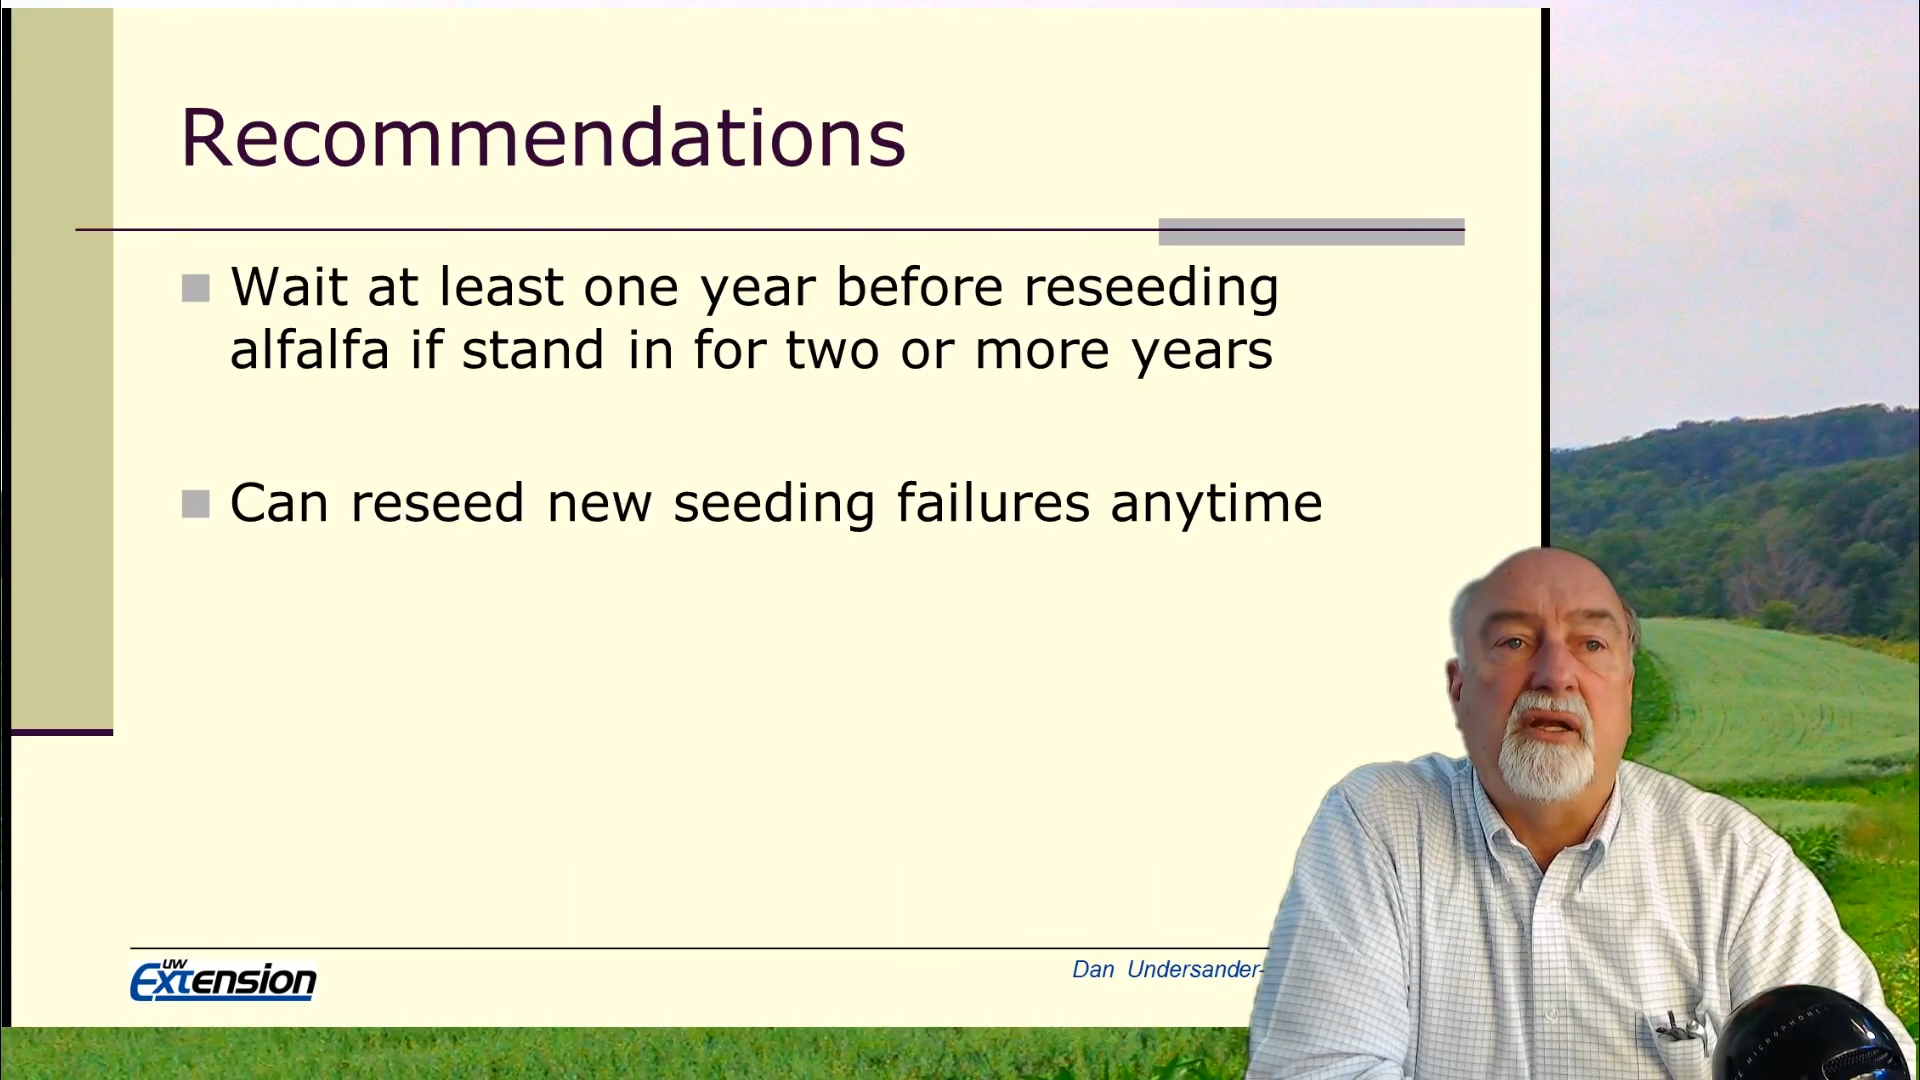 Recommendations
Wait at least one year before reseeding
alfalfa if stand in for two or more years
Can reseed new seeding failures anytime
UW
Extension
Dan Undersander-
MICROPHONES